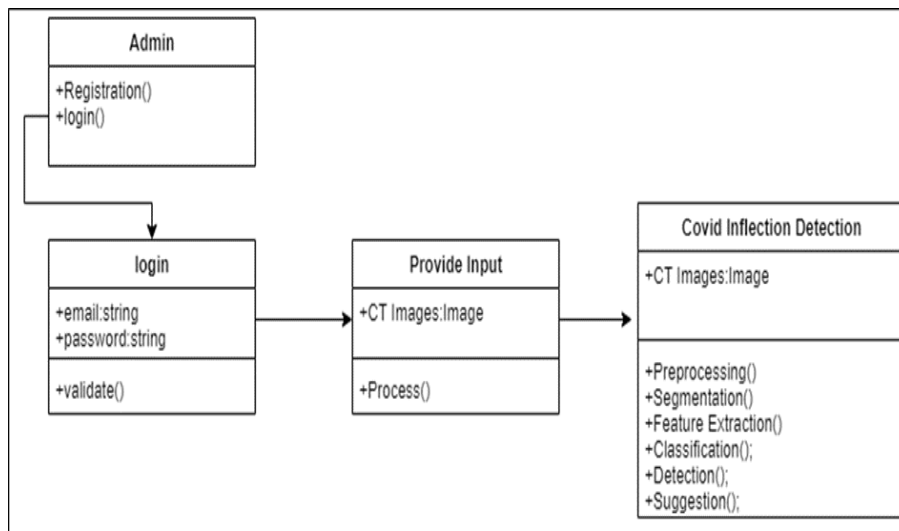 Admin
+Registration()
+login()
login
+email:string
+password:string
+validate()
Provide Input
+CT Images:Image
+Process()
Covid Inflection Detection
+CT Images:Image
+Preprocessing()
+Segmentation()
+Feature Extraction()
+Classification();
+Detection();
+Suggestion();